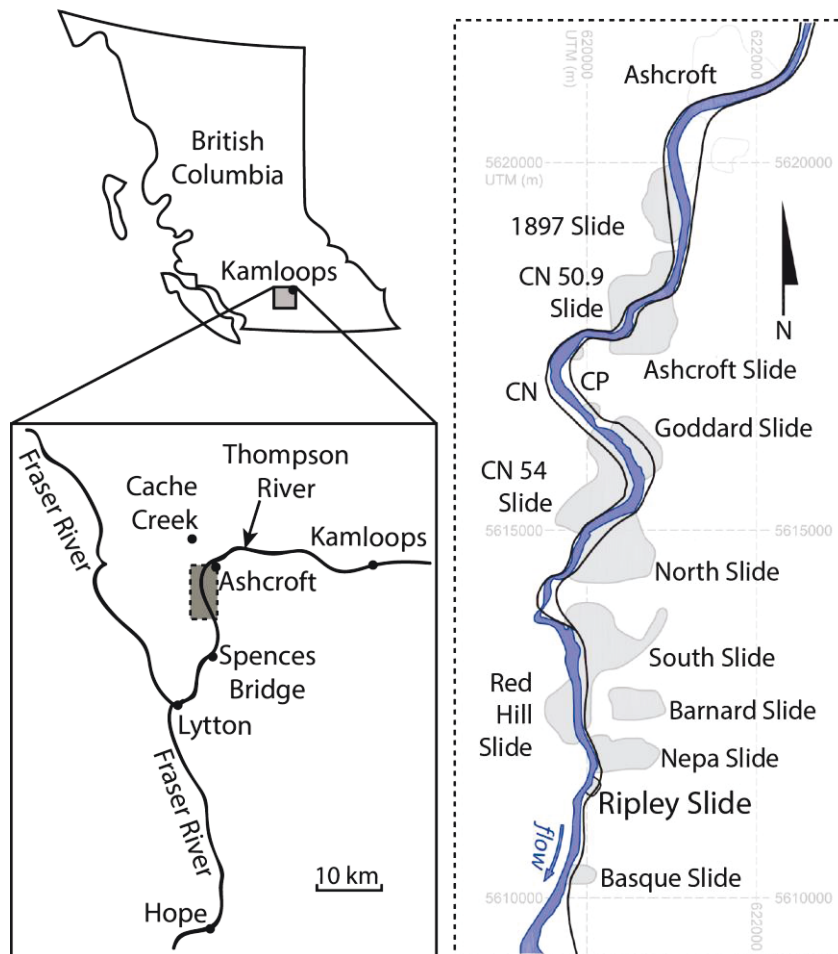 British
Columbia
Kamloops
Fraser River
Thompson
River
Cache
Creek
Kamloops
Ashcroft
Spences
Bridge
Lytton
Fraser River
10 km
Hope
620000
UTM (m)
622000
Ashcroft
5620000
UTM (m)
5620000
1897 Slide
CN 50.9
Slide
N
Ashcroft Slide
CN
CP
Goddard Slide
CN 54
Slide
5615000
5615000
North Slide
South Slide
Red
Hill
Slide
Barnard Slide
Nepa Slide
Ripley Slide
flow
Basque Slide
5610000
5610000
622000